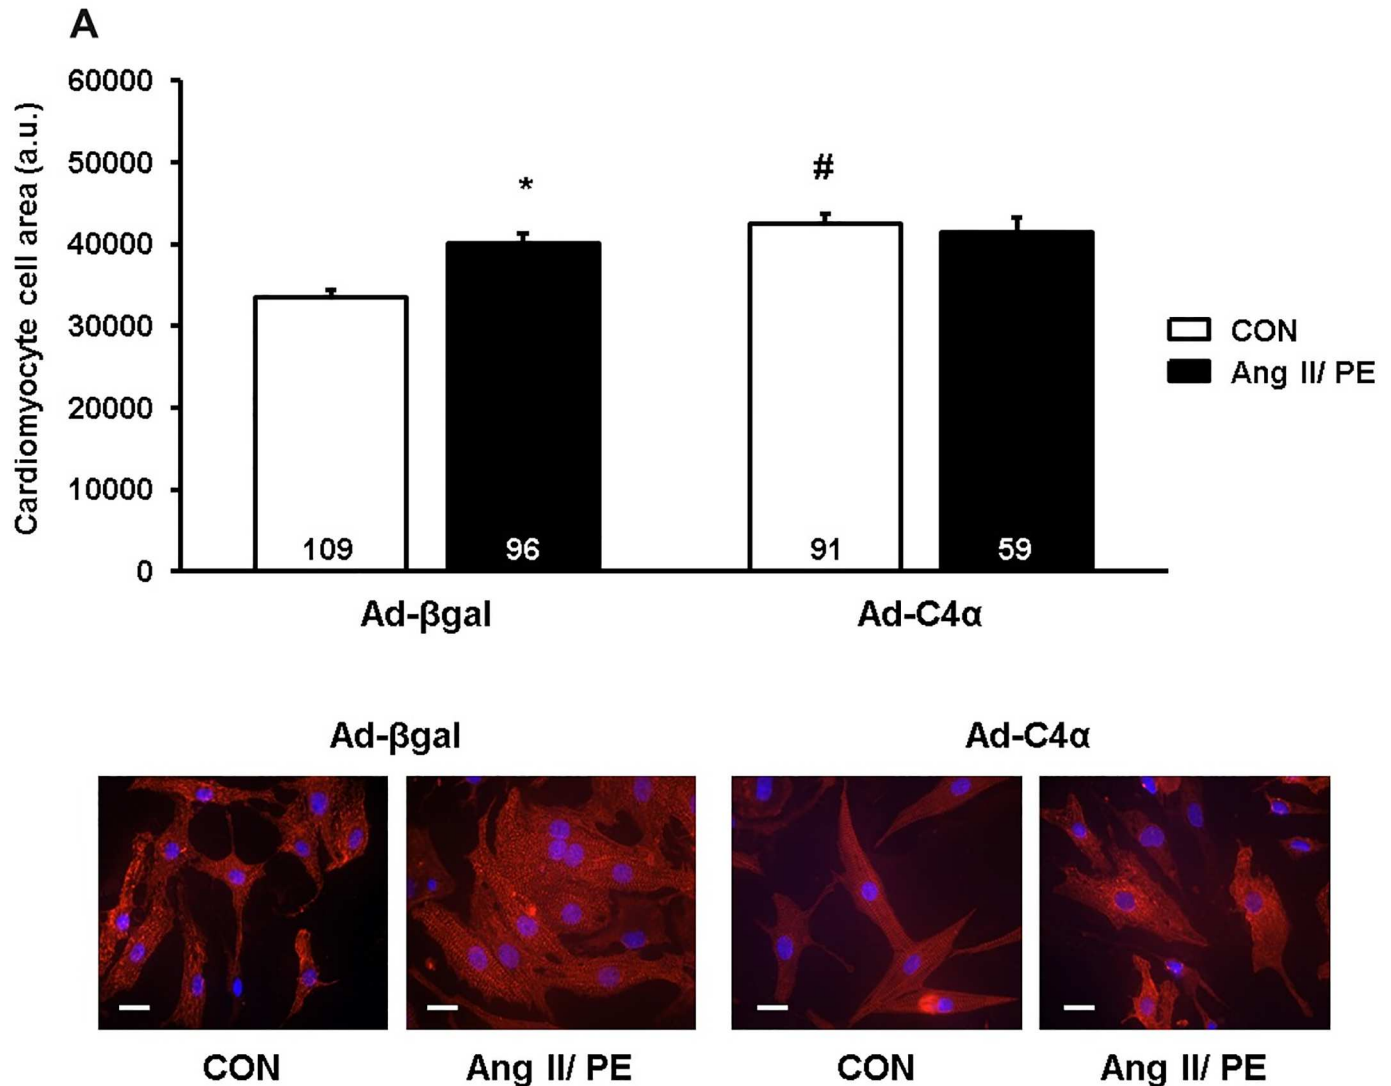 A
Cardiomyocyte cell area (a.u.)
60000
50000
40000
30000
20000
10000
0
*
#
109
96
91
59
Ad-βgal
Ad-C4α
CON
Ang II/ PE
Ad-βgal
Ad-C4α
CON
Ang II/ PE
CON
Ang II/ PE